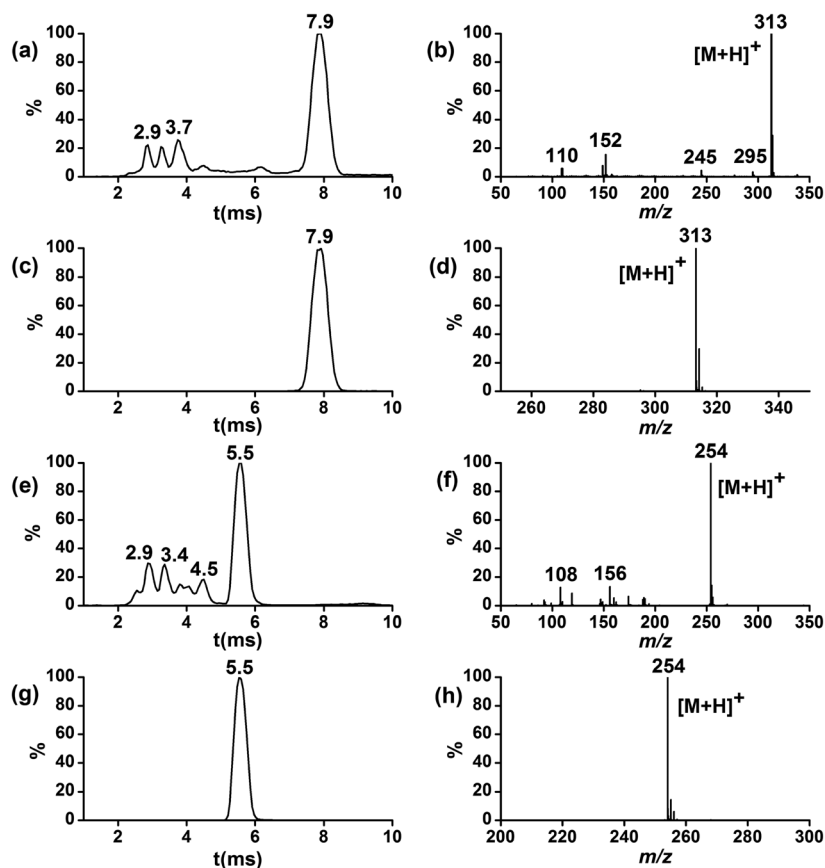 (a) 100 80 60 40 20 0 % 2.9 3.7 7.9
2 4 6 8 10
t(ms)
(b) 100 80 60 40 20 0 % 110 152 245 295 313 [M+H]+
50 100 150 200 250 300 350
m/z
(c) 100 80 60 40 20 0 % 7.9
2 4 6 8 10
t(ms)
(d) 100 80 60 40 20 0 % 313 [M+H]+
260 280 300 320 340
m/z
(e) 100 80 60 40 20 0 % 2.9 3.4 4.5 5.5
2 4 6 8 10
t(ms)
(f) 100 80 60 40 20 0 % 108 156 254 [M+H]+
50 100 150 200 250 300 350
m/z
(g) 100 80 60 40 20 0 % 5.5
2 4 6 8 10
t(ms)
(h) 100 80 60 40 20 0 % 254 [M+H]+
200 220 240 260 280 300
m/z